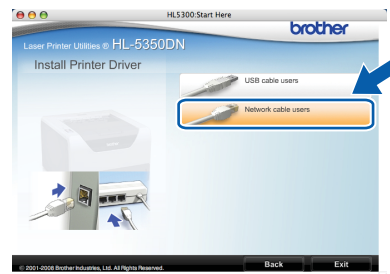 HL5300:Start Here
brother
Laser Printer Utilities ® HL-5350DN
Install Printer Driver
USB cable users
Network cable users
© 2001-2008 Brother Industries, Ltd. All Rights Reserved.
Back
Exit